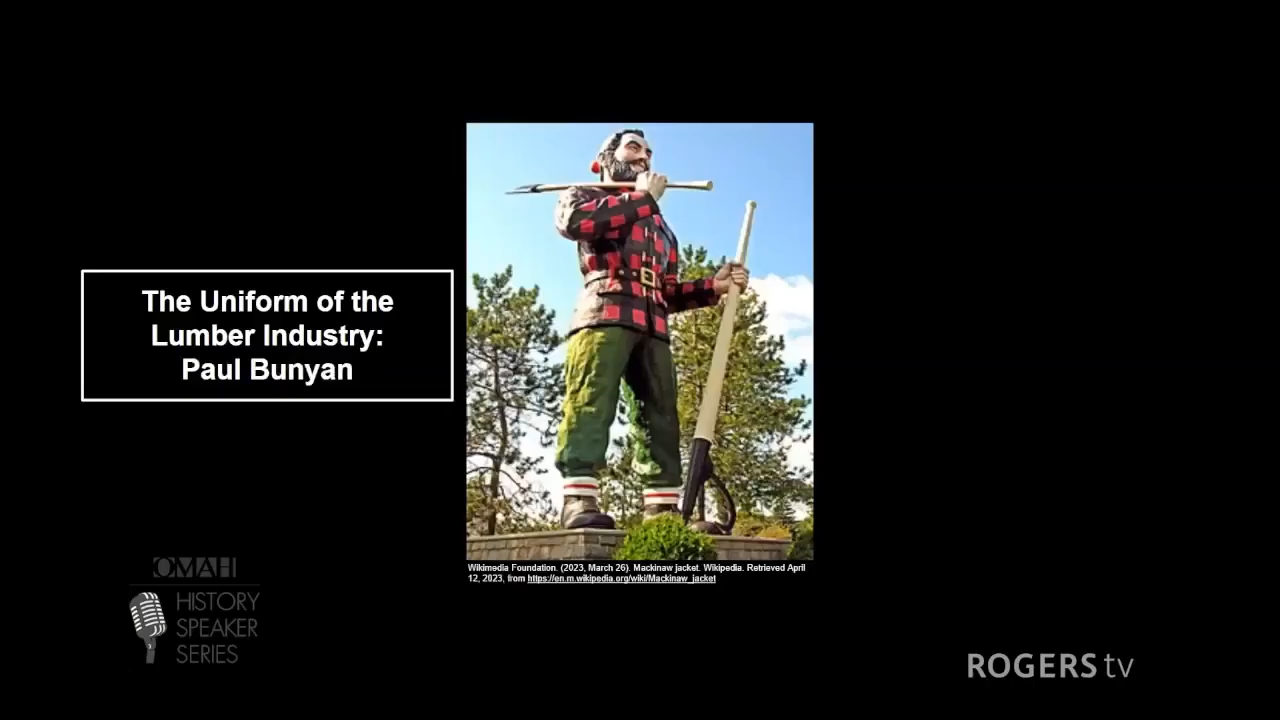 The Uniform of the
Lumber Industry:
Paul Bunyan
Wikimedia Foundation. (2023, March 26). Mackinaw jacket. Wikipedia. Retrieved April
12, 2023, from https://en.m.wikipedia.org/wiki/Mackinaw_jacket
OMAH
HISTORY
SPEAKER
SERIES
ROGERS tv